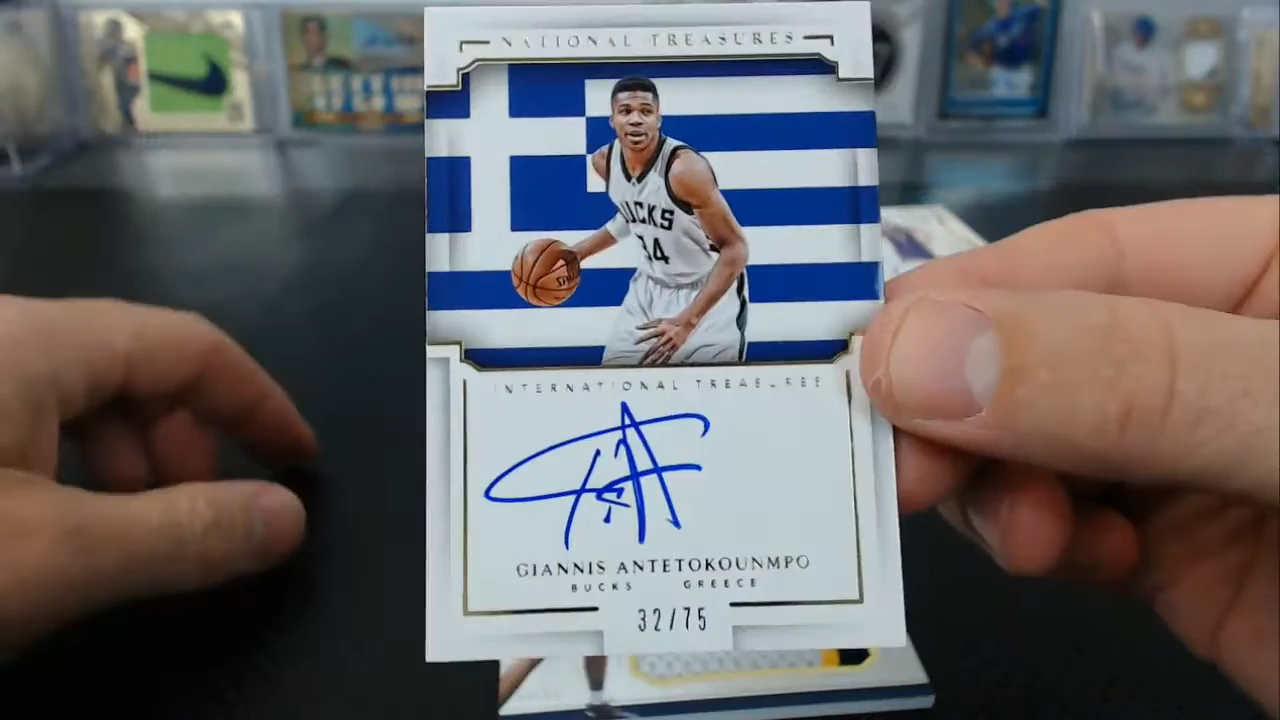 NATIONAL TREASURES
BUCKS
34
INTERNATIONAL TREASURES
GIANNIS ANTETOKOUNMPO
BUCKS GREECE
32/75